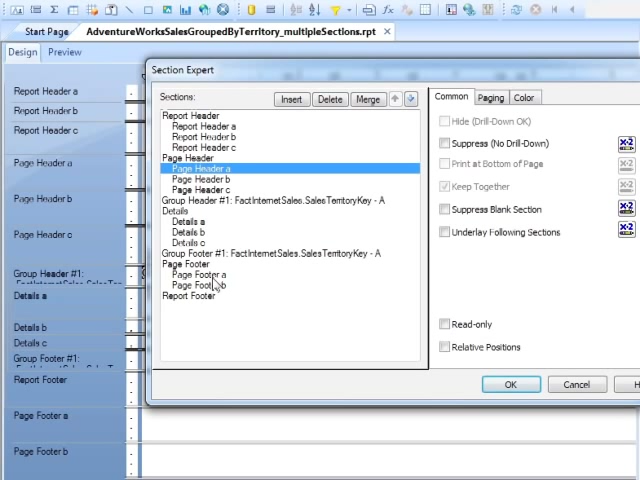 Start Page
AdventureWorksSalesGroupedByTerritory_multipleSections.rpt
Design
Preview
Report Header a
Report Header b
Report Header c
Page Header a
Page Header b
Page Header c
Group Header #1:
Details a
Details b
Details c
Group Footer #1:
Report Footer
Page Footer a
Page Footer b
Section Expert
Sections:
Insert
Delete
Merge
Report Header
Report Header a
Report Header b
Report Header c
Page Header
Page Header a
Page Header b
Page Header c
Group Header #1: FactInternetSales.SalesTerritoryKey - A
Details
Details a
Details b
Details c
Group Footer #1: FactInternetSales.SalesTerritoryKey - A
Page Footer
Page Footer a
Page Footer b
Report Footer
Common
Paging
Color
Hide (Drill-Down OK)
Suppress (No Drill-Down)
Print at Bottom of Page
Keep Together
Suppress Blank Section
Underlay Following Sections
Read-only
Relative Positions
X-2
X-2
X-2
X-2
X-2
OK
Cancel
H